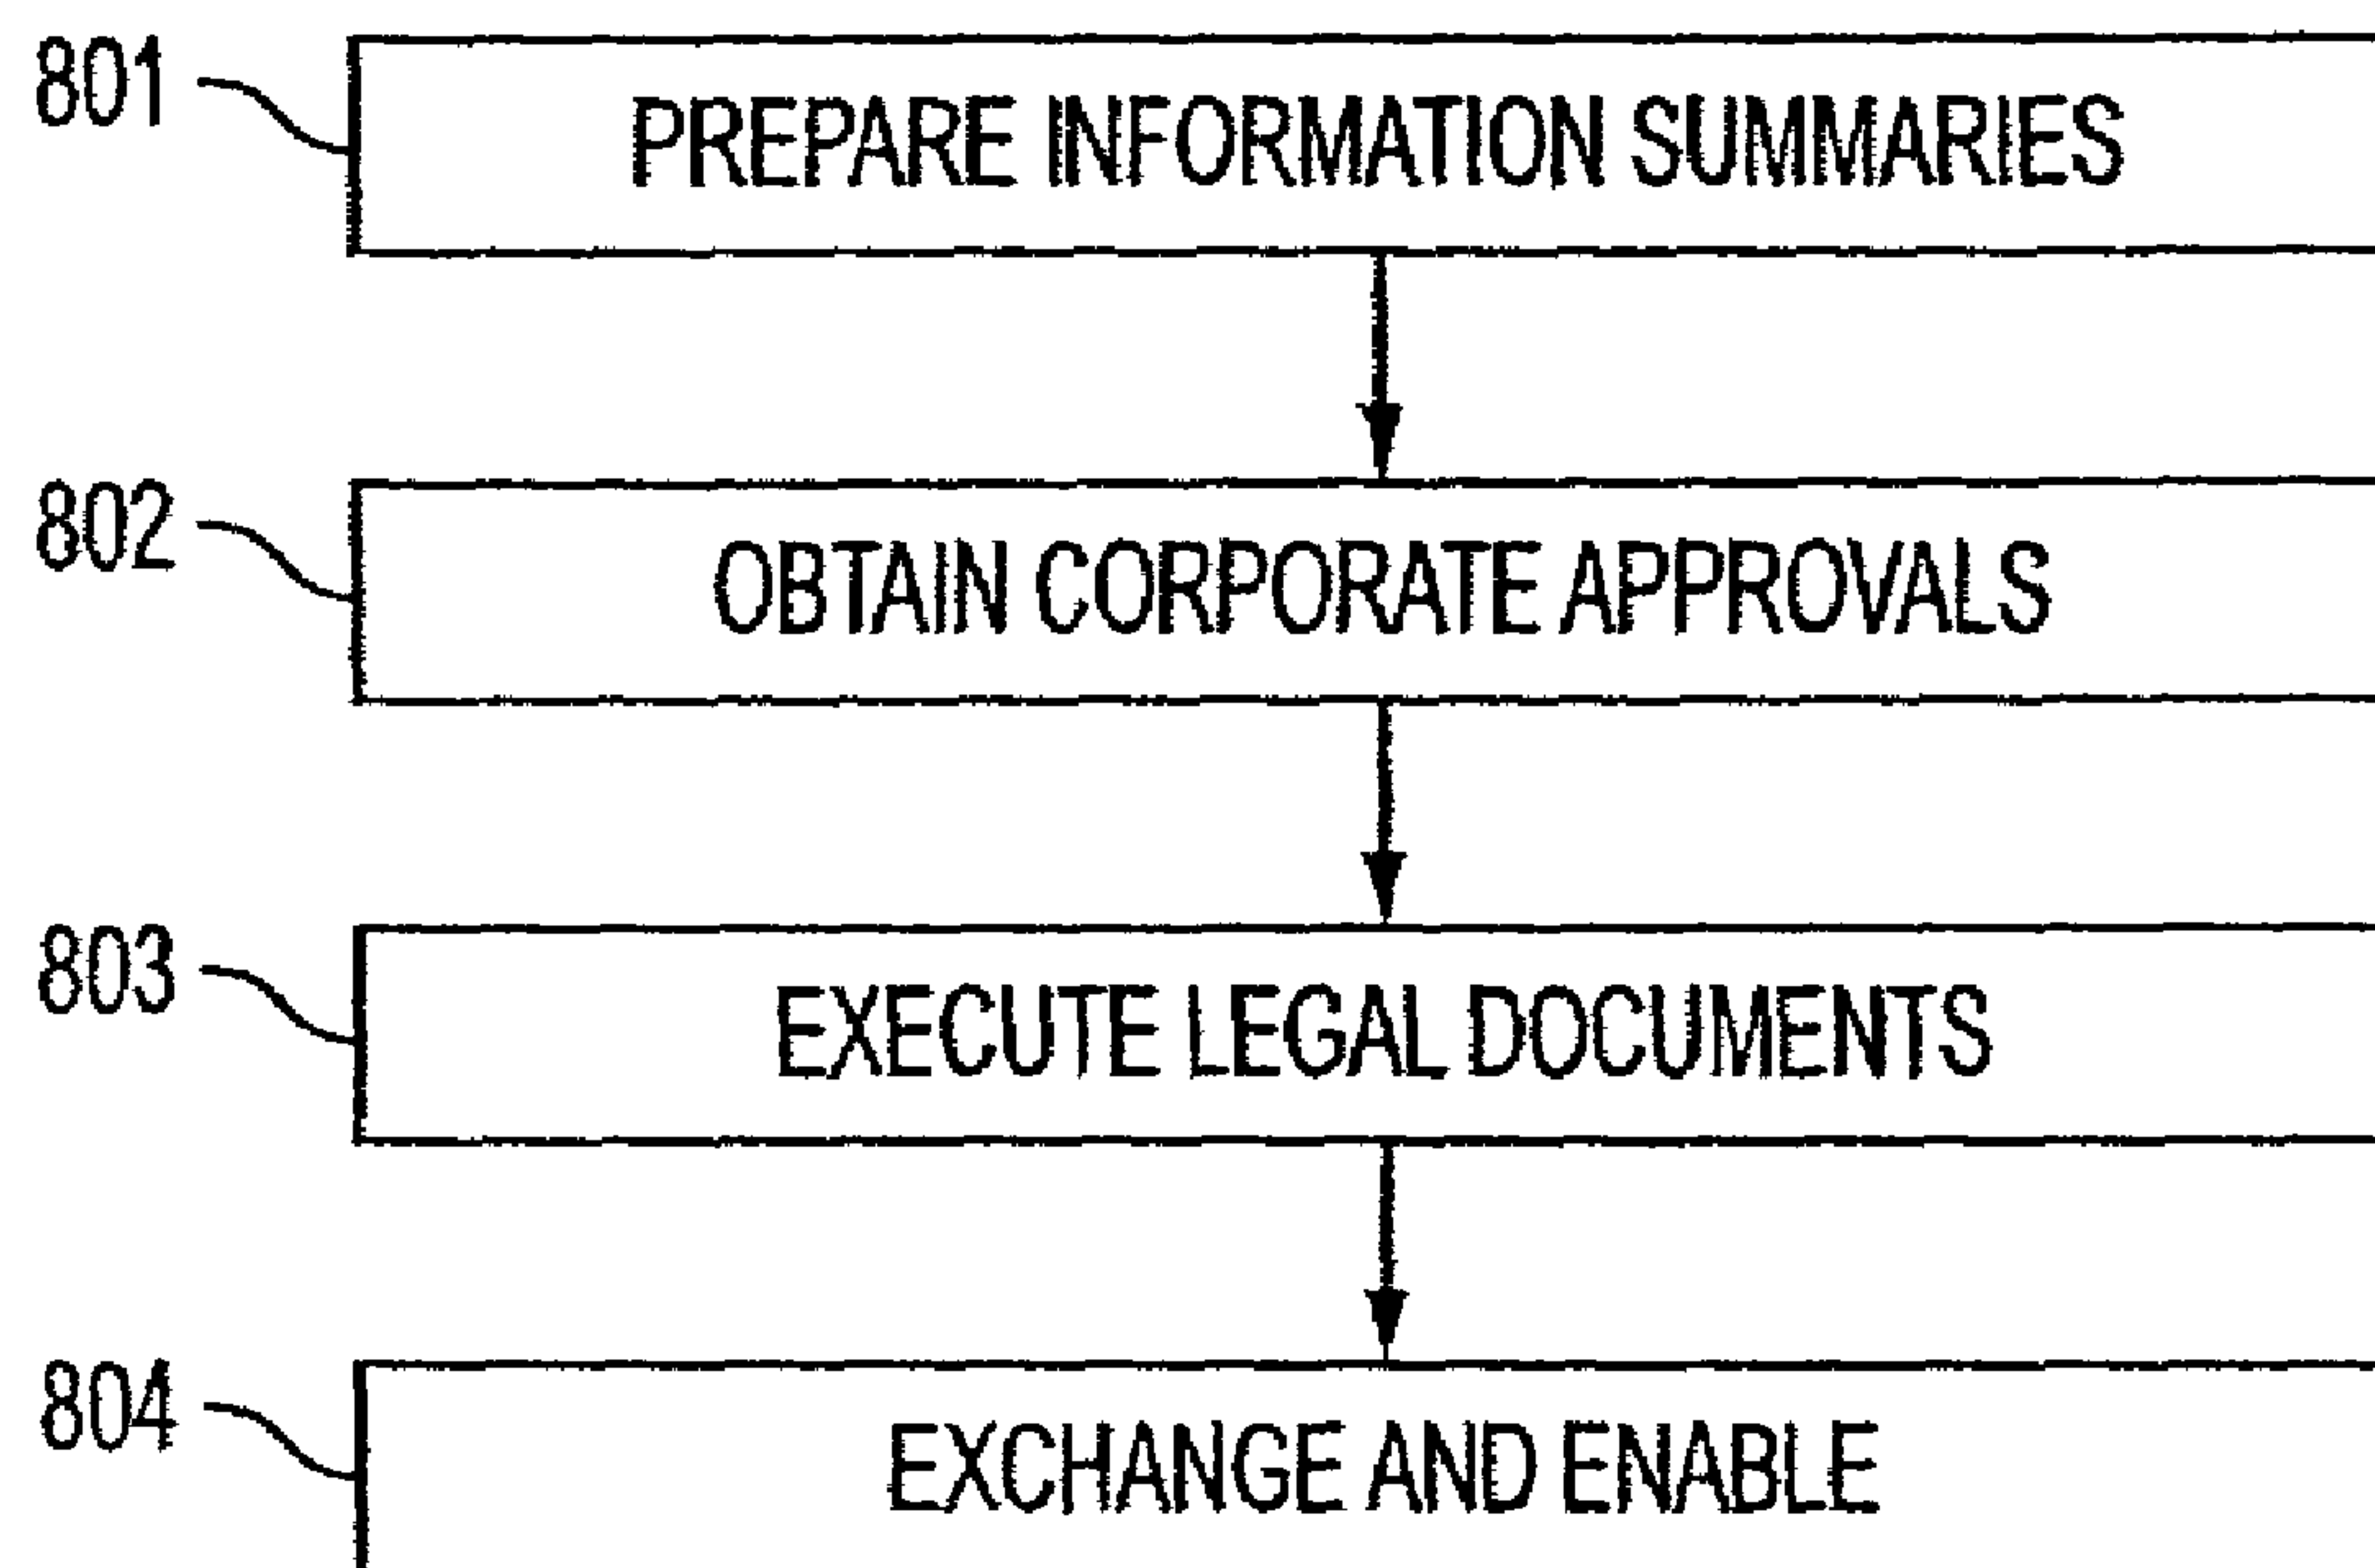 801
PREPARE INFORMATION SUMMARIES
802
OBTAIN CORPORATE APPROVALS
803
EXECUTE LEGAL DOCUMENTS
804
EXCHANGE AND ENABLE